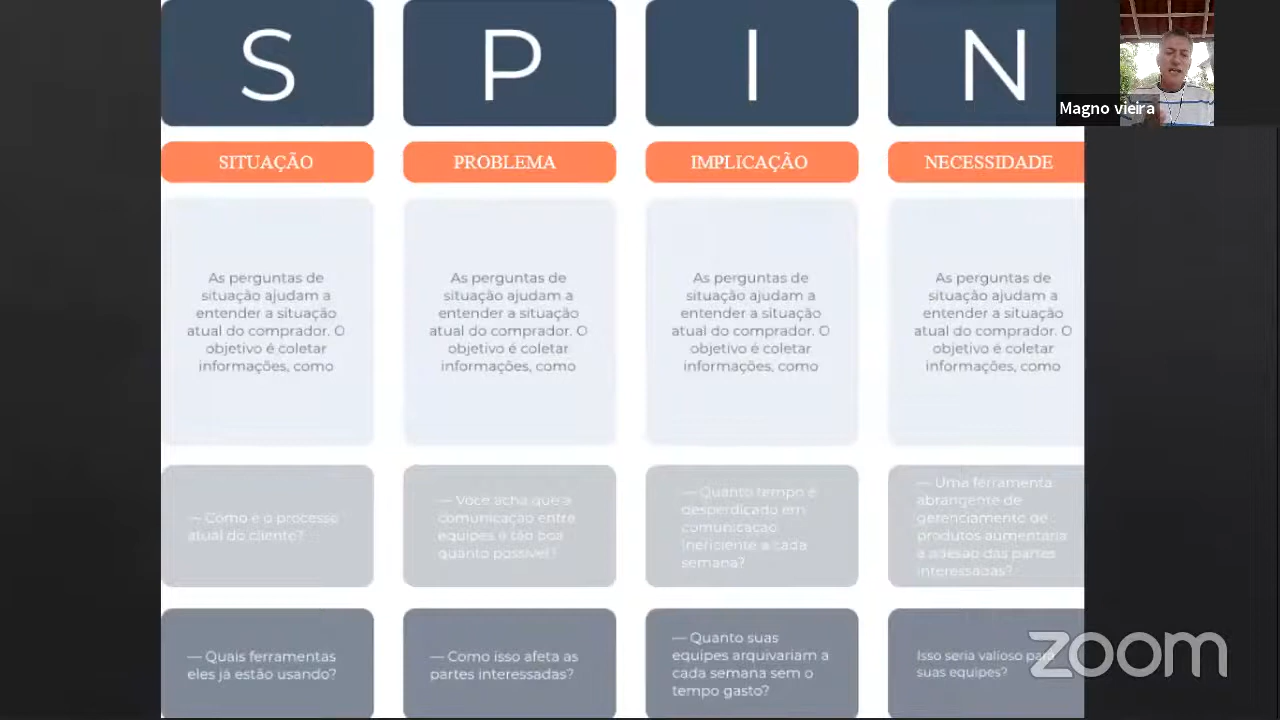 S
P
I
N
Magno vieira
SITUAÇÃO
PROBLEMA
IMPLICAÇÃO
NECESSIDADE
As perguntas de
situação ajudam a
entender a situação
atual do comprador. O
objetivo é coletar
informações, como
As perguntas de
situação ajudam a
entender a situação
atual do comprador. O
objetivo é coletar
informações, como
As perguntas de
situação ajudam a
entender a situação
atual do comprador. O
objetivo é coletar
informações, como
As perguntas de
situação ajudam a
entender a situação
atual do comprador. O
objetivo é coletar
informações, como
— Como e o processo
atual do cliente?
— Você acha que a
comunicação entre
equipes é tão boa
quanto possível?
— Quanto tempo é
desperdiçado em
comunicação
ineficiente a cada
semana?
— Uma ferramenta
abrangente de
gerenciamento de
produtos aumentaria
a adesão das partes
interessadas?
— Quais ferramentas
eles já estão usando?
— Como isso afeta as
partes interessadas?
— Quanto suas
equipes arquivariam a
cada semana sem o
tempo gasto?
Isso seria valioso para
suas equipes?
zoom